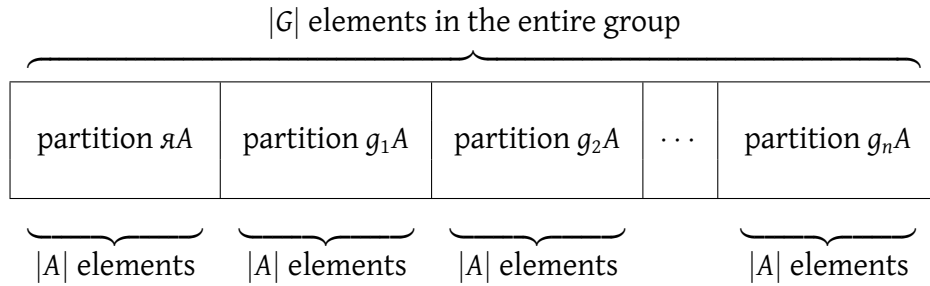 |G| elements in the entire group
partition яA partition g₁A partition g₂A ··· partition gₙA
|A| elements |A| elements |A| elements |A| elements